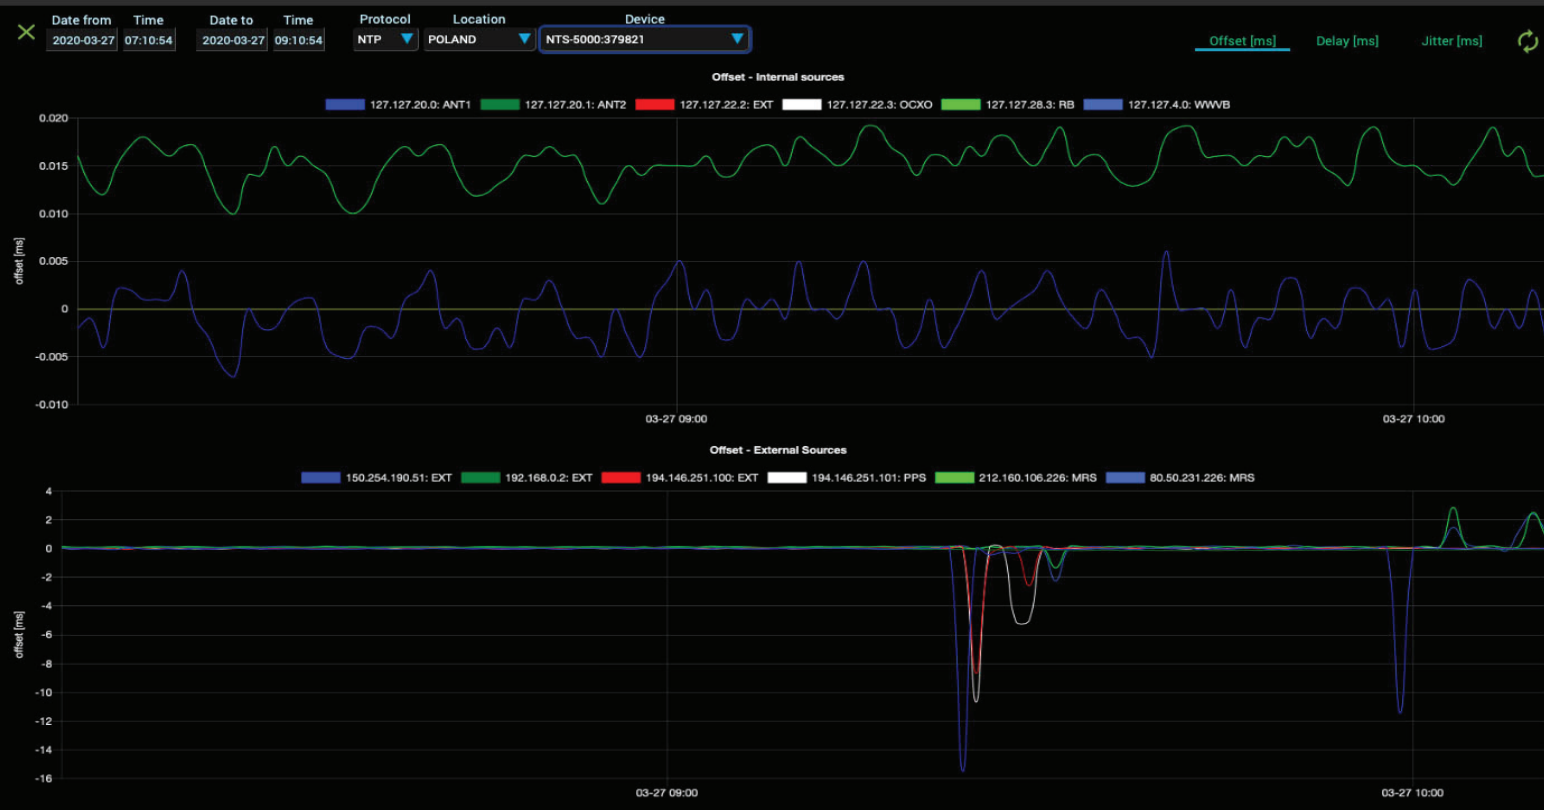 Date from Time Date to Time Protocol Location Device
2020-03-27 07:10:54 2020-03-27 09:10:54 NTP POLAND NTS-5000:379821 Offset [ms] Delay [ms] Jitter [ms]
Offset - Internal sources
127.127.20.0: ANT1 127.127.20.1: ANT2 127.127.22.2: EXT 127.127.22.3: OCXO 127.127.28.3: RB 127.127.4.0: WWVB
0.020
0.015
0.010
0.005
0
-0.005
-0.010
offset [ms]
03-27 09:00 03-27 10:00
Offset - External Sources
150.254.190.51: EXT 192.168.0.2: EXT 194.146.251.100: EXT 194.146.251.101: PPS 212.160.106.226: MRS 80.50.231.226: MRS
4
2
0
-2
-4
-6
-8
-10
-12
-14
-16
offset [ms]
03-27 09:00 03-27 10:00